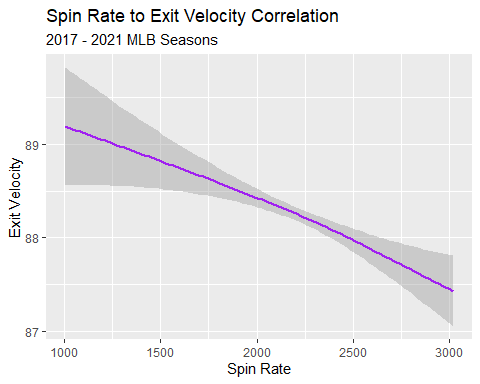 Spin Rate to Exit Velocity Correlation
2017 - 2021 MLB Seasons
Exit Velocity
89
88
87
1000 1500 2000 2500 3000
Spin Rate